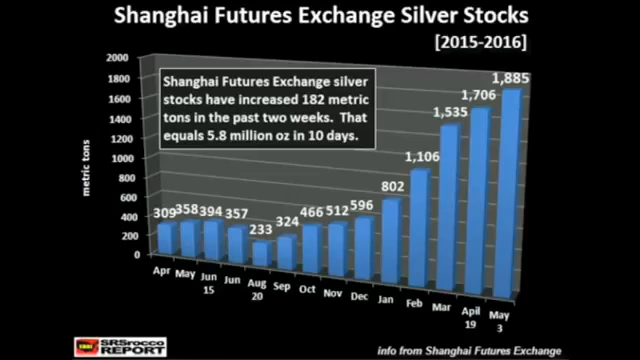 Shanghai Futures Exchange Silver Stocks
[2015-2016]
Shanghai Futures Exchange silver
stocks have increased 182 metric
tons in the past two weeks. That
equals 5.8 million oz in 10 days.
metric tons
2000
1800
1600
1400
1200
1000
800
600
400
200
0
309 358 394 357 233 324 466 512 596 802 1,106 1,535 1,706 1,885
Apr May Jun 15 Jun Aug 20 Sep Oct Nov Dec Jan Feb Mar Apil 19 May 3
SRSrocco
REPORT
info from Shanghai Futures Exchange